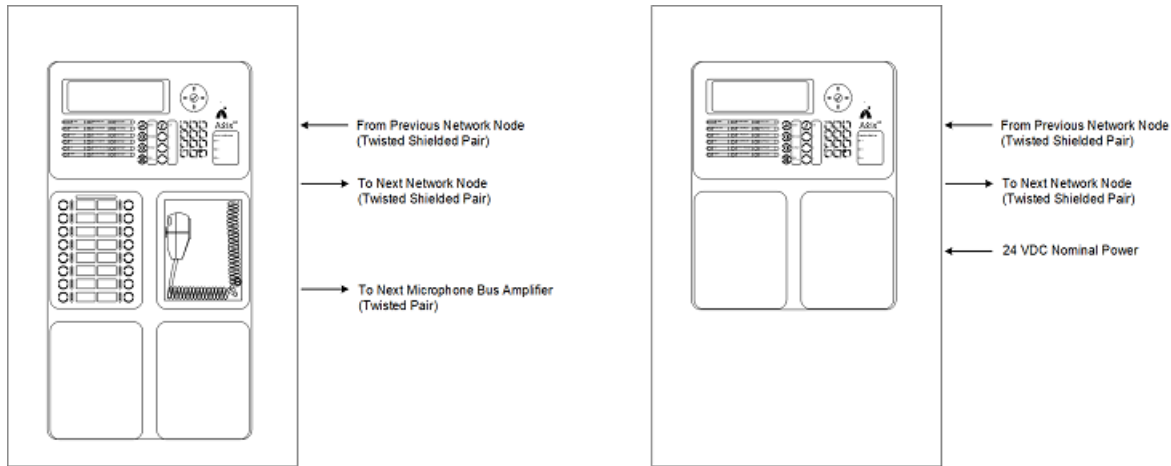 From Previous Network Node
(Twisted Shielded Pair)
To Next Network Node
(Twisted Shielded Pair)
To Next Microphone Bus Amplifier
(Twisted Pair)
From Previous Network Node
(Twisted Shielded Pair)
To Next Network Node
(Twisted Shielded Pair)
24 VDC Nominal Power